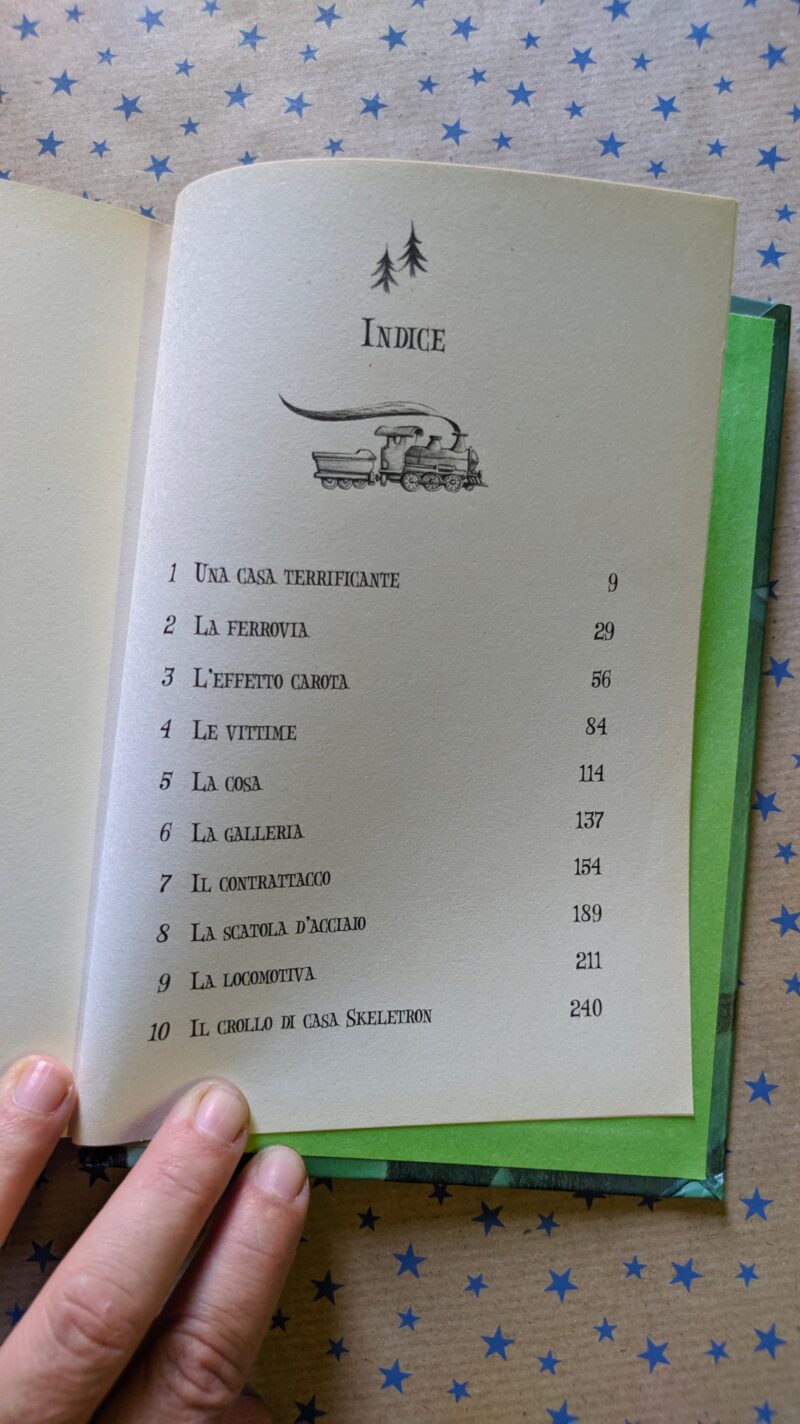 Indice
1 Una casa terrificante 9
2 La ferrovia 29
3 L'effetto carota 56
4 Le vittime 84
5 La cosa 114
6 La galleria 137
7 Il contrattacco 154
8 La scatola d'acciaio 189
9 La locomotiva 211
10 Il crollo di casa Skeletron 240